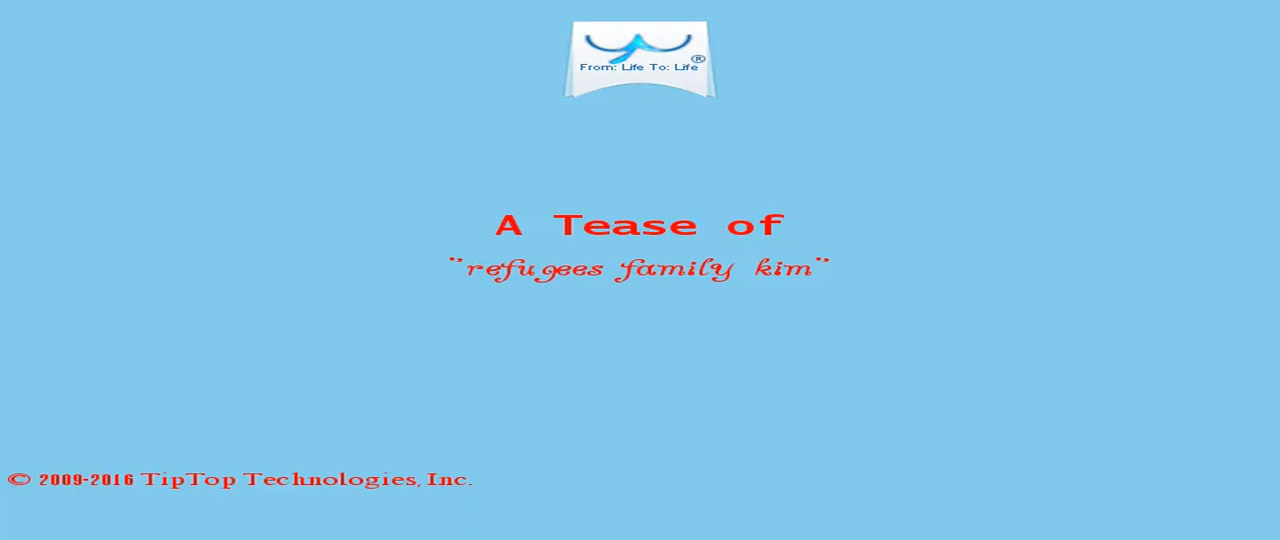 From: Life To: Life®
A Tease of
"refugees family kim"
© 2009-2016 TipTop Technologies, Inc.